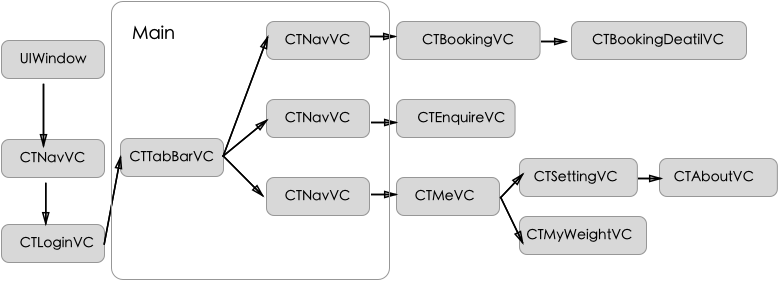 Main
UIWindow
CTNavVC
CTLoginVC
CTTabBarVC
CTNavVC
CTBookingVC
CTBookingDeatilVC
CTNavVC
CTEnquireVC
CTNavVC
CTMeVC
CTSettingVC
CTAboutVC
CTMyWeightVC